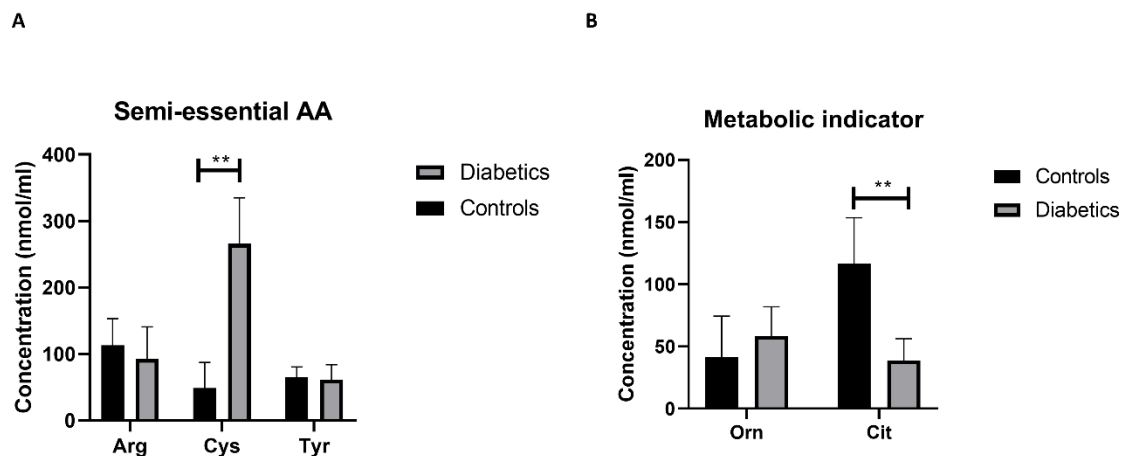 A
Semi-essential AA
Concentration (nmol/ml)
400
300
200
100
0
**
Arg
Cys
Tyr
Diabetics
Controls
B
Metabolic indicator
Concentration (nmol/ml)
200
150
100
50
0
**
Orn
Cit
Controls
Diabetics